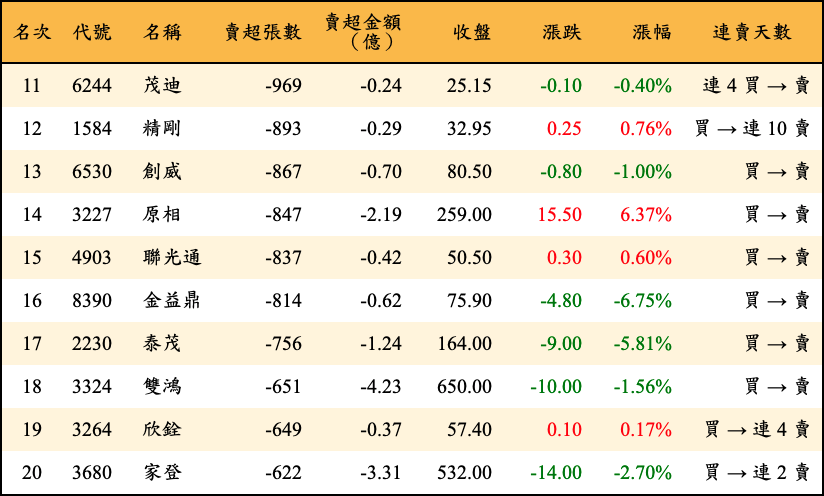 名次 代號 名稱 賣超張數 賣超金額（億） 收盤 漲跌 漲幅 連賣天數
11 6244 茂迪 -969 -0.24 25.15 -0.10 -0.40% 連 4 買 → 賣
12 1584 精剛 -893 -0.29 32.95 0.25 0.76% 買 → 連 10 賣
13 6530 創威 -867 -0.70 80.50 -0.80 -1.00% 買 → 賣
14 3227 原相 -847 -2.19 259.00 15.50 6.37% 買 → 賣
15 4903 聯光通 -837 -0.42 50.50 0.30 0.60% 買 → 賣
16 8390 金益鼎 -814 -0.62 75.90 -4.80 -6.75% 買 → 賣
17 2230 泰茂 -756 -1.24 164.00 -9.00 -5.81% 買 → 賣
18 3324 雙鴻 -651 -4.23 650.00 -10.00 -1.56% 買 → 賣
19 3264 欣銓 -649 -0.37 57.40 0.10 0.17% 買 → 連 4 賣
20 3680 家登 -622 -3.31 532.00 -14.00 -2.70% 買 → 連 2 賣